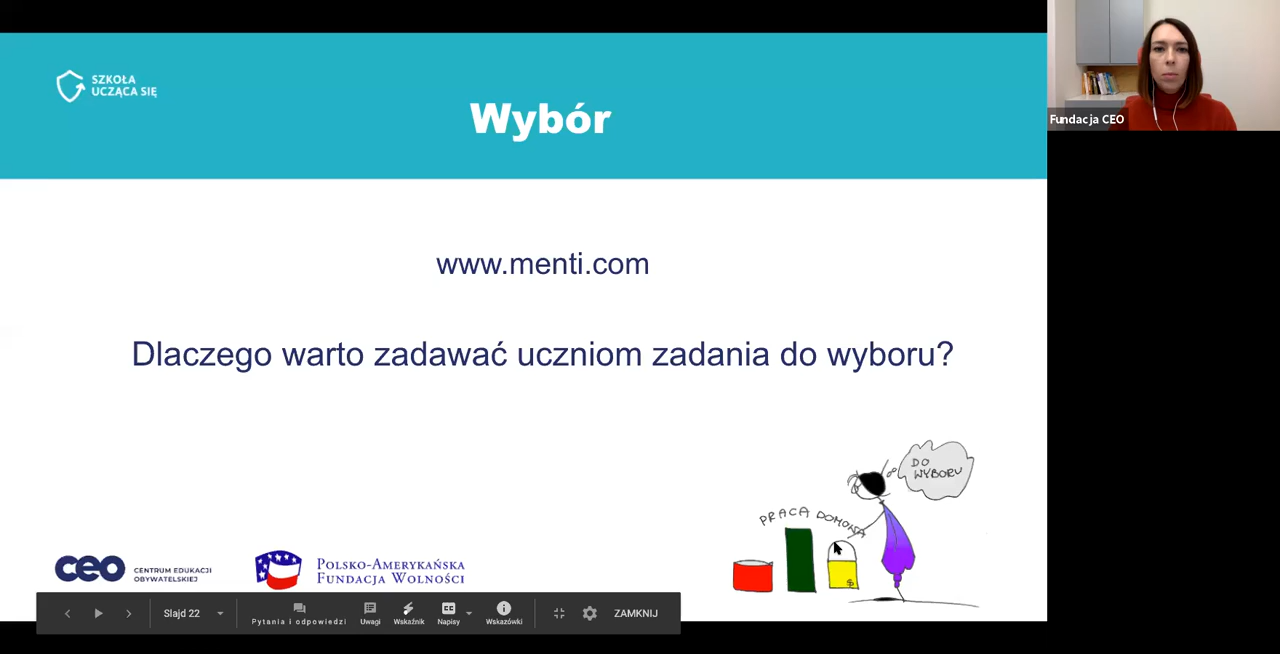 SZKOŁA
UCZĄCA SIĘ
Wybór
Fundacja CEO
www.menti.com
Dlaczego warto zadawać uczniom zadania do wyboru?
DO
WYBORU
PRACA DOMOWA
$
ceo CENTRUM EDUKACJI
OBYWATELSKIEJ
POLSKO-AMERYKAŃSKA
FUNDACJA WOLNOŚCI
Slajd 22
Pytania i odpowiedzi
Uwagi
Wskaźnik
CC
Napisy
Wskazówki
ZAMKNIJ